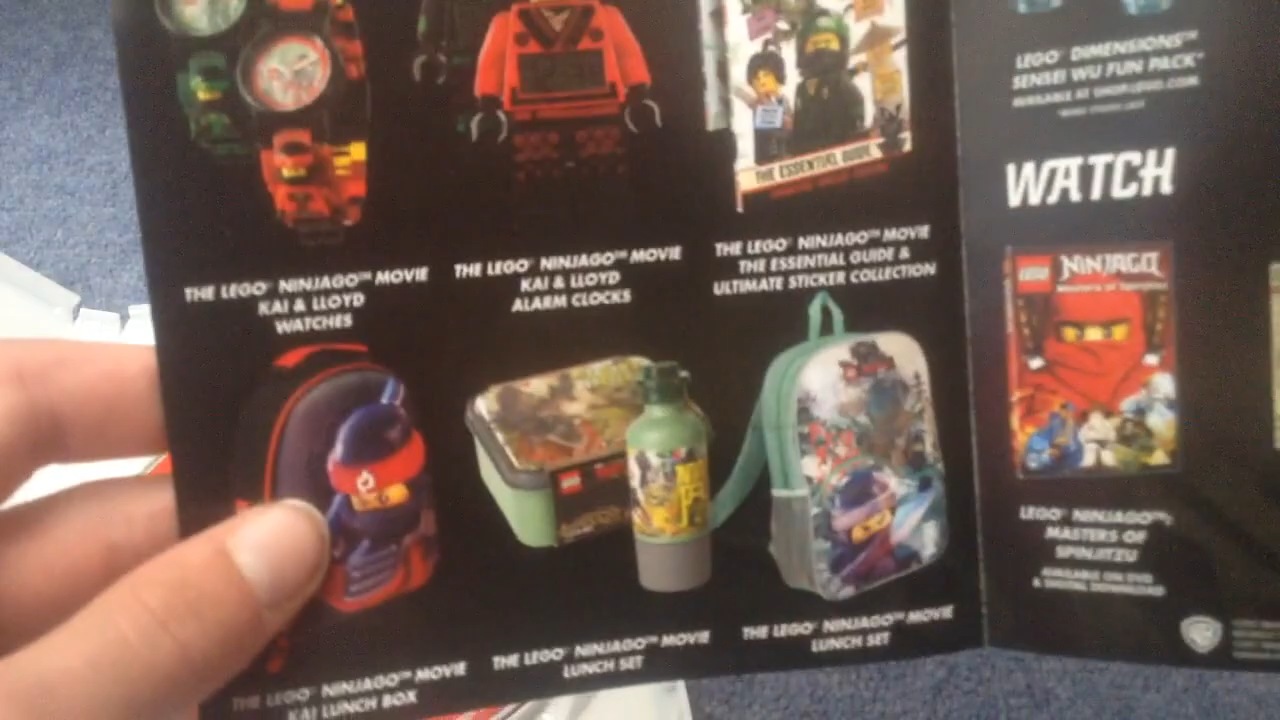 THE ESSENTIAL GUIDE
THE LEGO® NINJAGO™ MOVIE
KAI & LLOYD
WATCHES
THE LEGO® NINJAGO™ MOVIE
KAI & LLOYD
ALARM CLOCKS
THE LEGO® NINJAGO™ MOVIE
THE ESSENTIAL GUIDE &
ULTIMATE STICKER COLLECTION
THE LEGO® NINJAGO™ MOVIE
KAI LUNCH BOX
THE LEGO® NINJAGO™ MOVIE
LUNCH SET
THE LEGO® NINJAGO™ MOVIE
LUNCH SET
LEGO® DIMENSIONS™
SENSEI WU FUN PACK*
AVAILABLE AT SHOP.LEGO.COM
WATCH
LEGO NINJAGO
Masters of Spinjitzu
LEGO® NINJAGO™:
MASTERS OF
SPINJITZU
AVAILABLE ON DVD
& DIGITAL DOWNLOAD